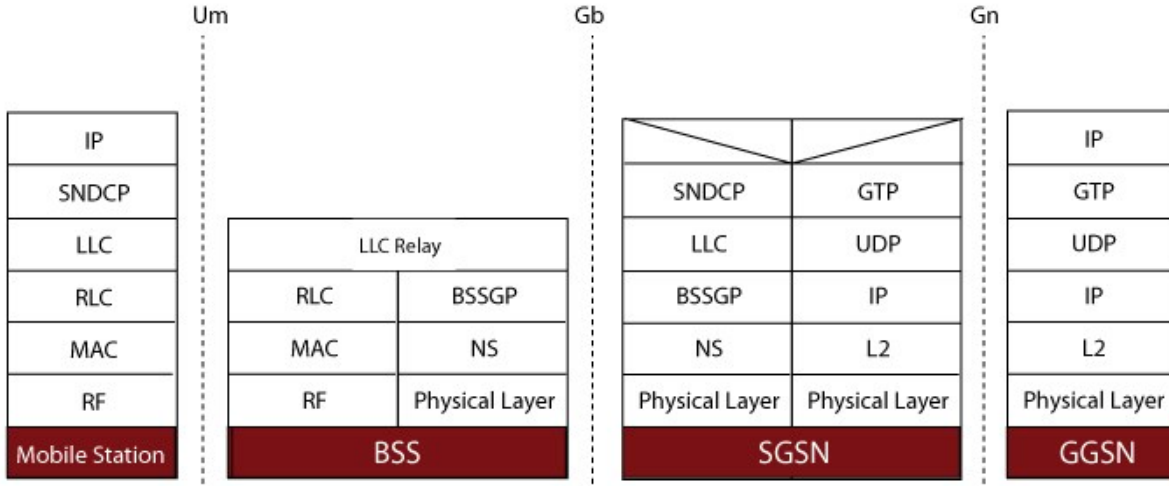 Um
Gb
Gn
IP
SNDCP
LLC
RLC
MAC
RF
Mobile Station
LLC Relay
RLC BSSGP
MAC NS
RF Physical Layer
BSS
SNDCP GTP
LLC UDP
BSSGP IP
NS L2
Physical Layer Physical Layer
SGSN
IP
GTP
UDP
IP
L2
Physical Layer
GGSN